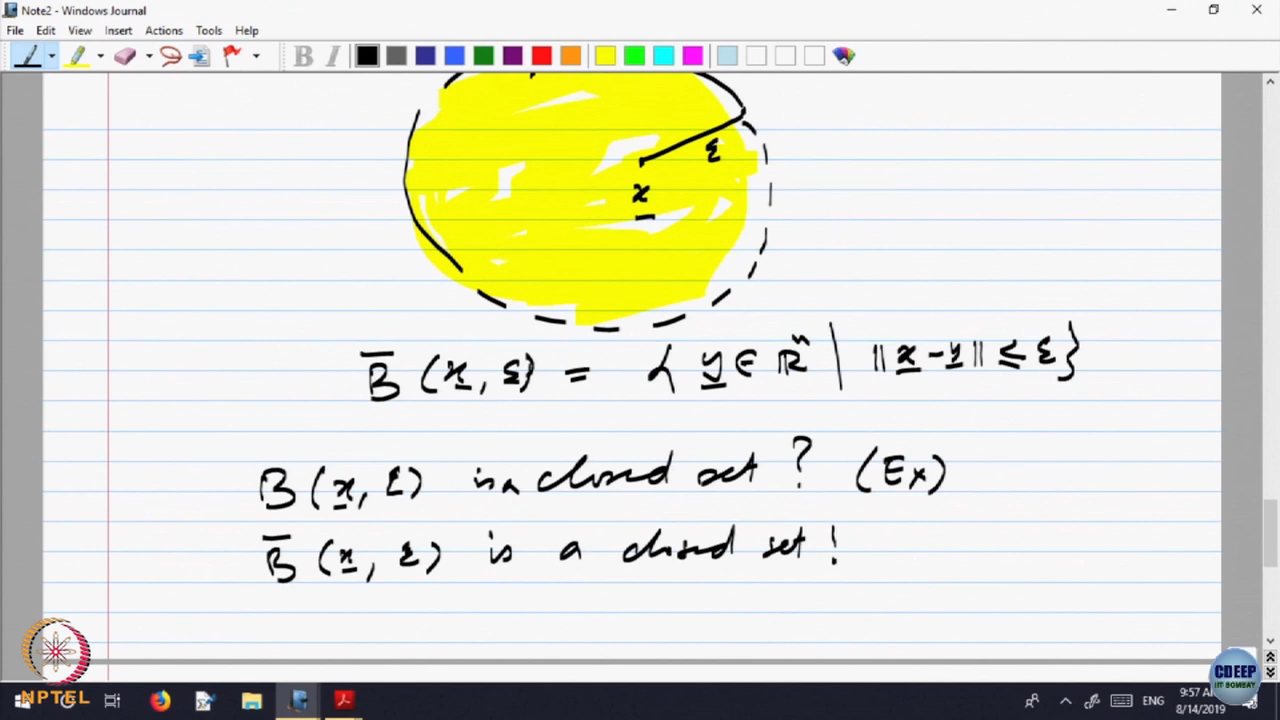 Note2 - Windows Journal
File Edit View Insert Actions Tools Help
B I
ε
x
B̅ (x, ε) = { y ∈ ℝⁿ | ‖x - y‖ ≤ ε}
B (x, ε) is a closed set ? (Ex)
B̅ (x, ε) is a closed set !
CDEEP
IIT BOMBAY
NPTEL
ENG
9:57 A
8/14/2019